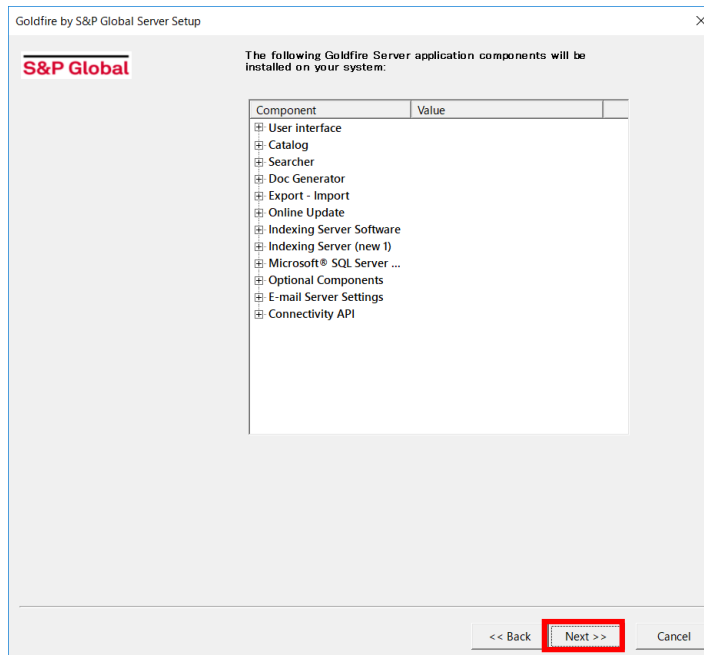 Goldfire by S&P Global Server Setup
S&P Global
The following Goldfire Server application components will be
installed on your system:
Component Value
User interface
Catalog
Searcher
Doc Generator
Export - Import
Online Update
Indexing Server Software
Indexing Server (new 1)
Microsoft® SQL Server ...
Optional Components
E-mail Server Settings
Connectivity API
<< Back Next >> Cancel